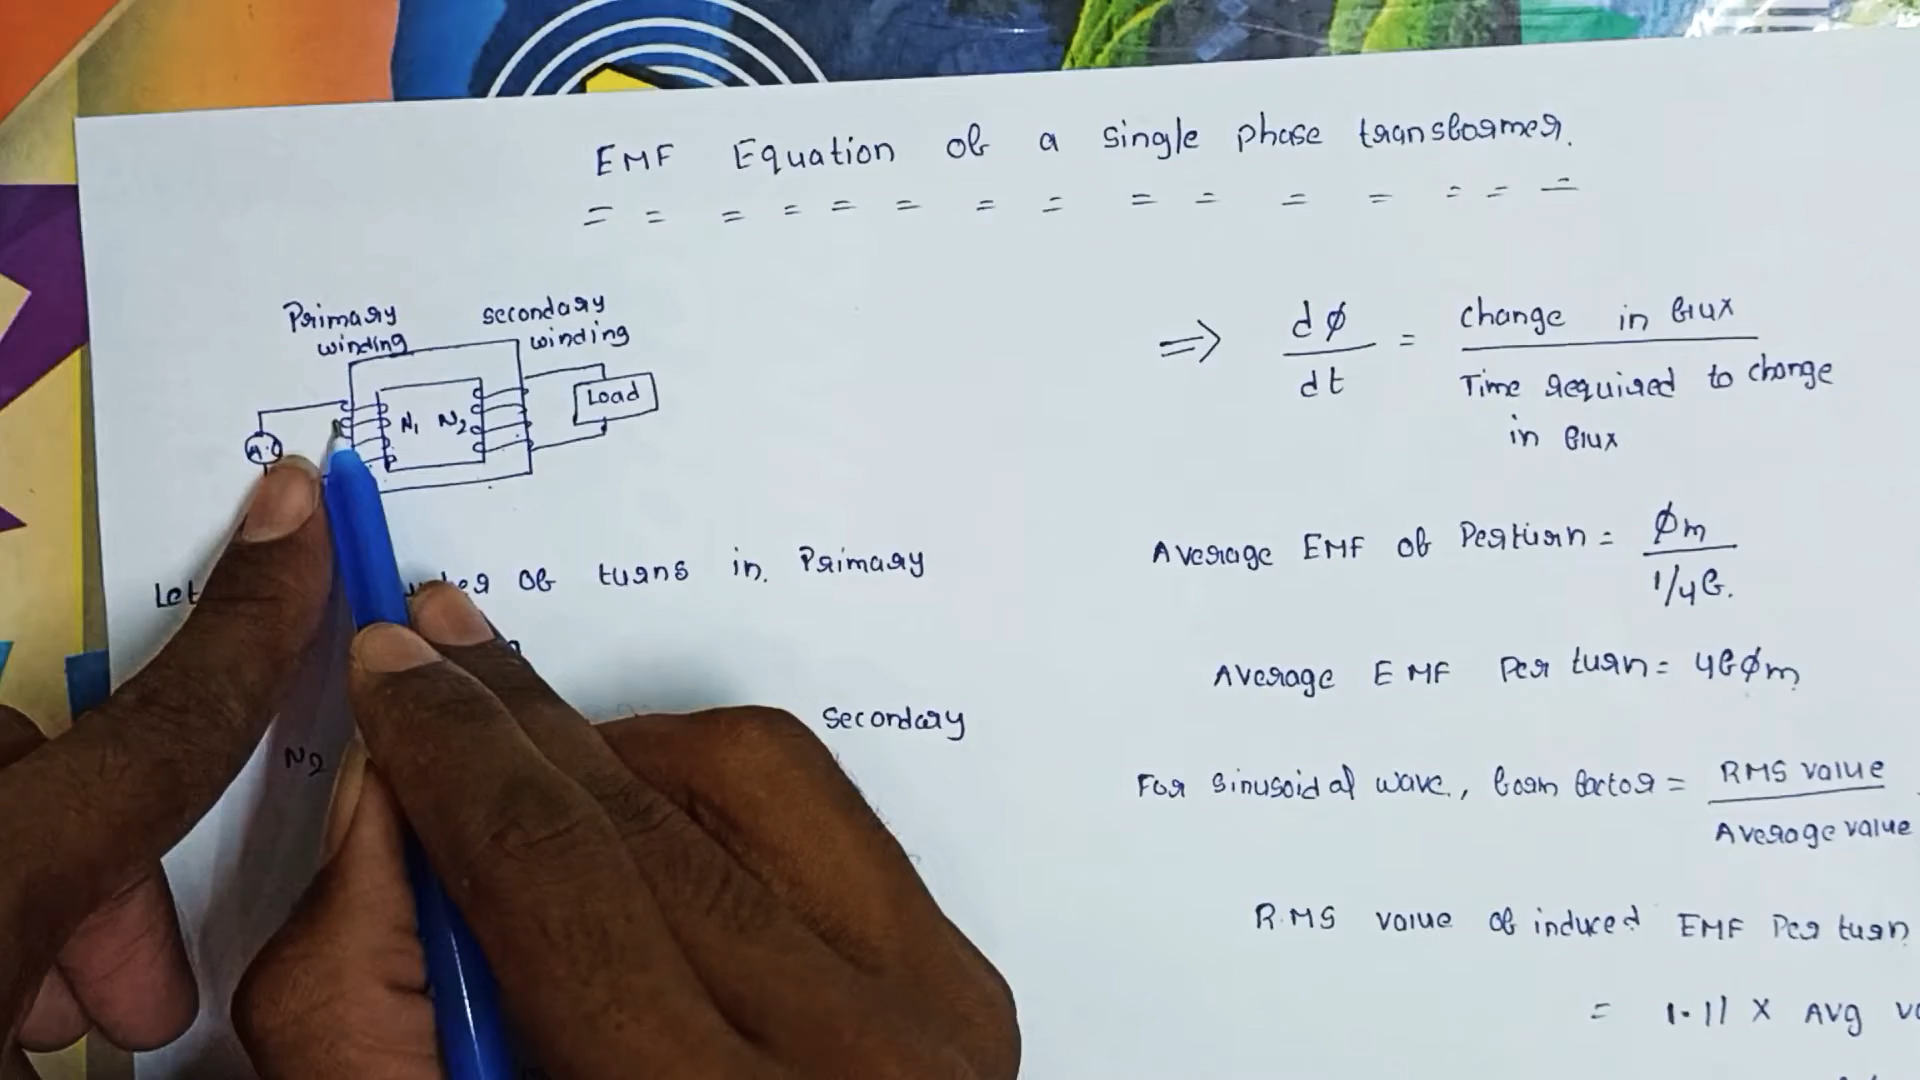 EMF Equation of a single phase transformer.
Primary
winding
secondary
winding
A.C
N1 N2
Load
Let of turns in Primary
N2
Secondary
=> dφ/dt = Change in flux / Time required to change
in flux
Average EMF of Perturn = φm / 1/4f.
Average EMF Per turn = 4fφm
For sinusoidal wave, form factor = RMS value / Average value
R.MS value of induced EMF Per turn
= 1.11 X Avg